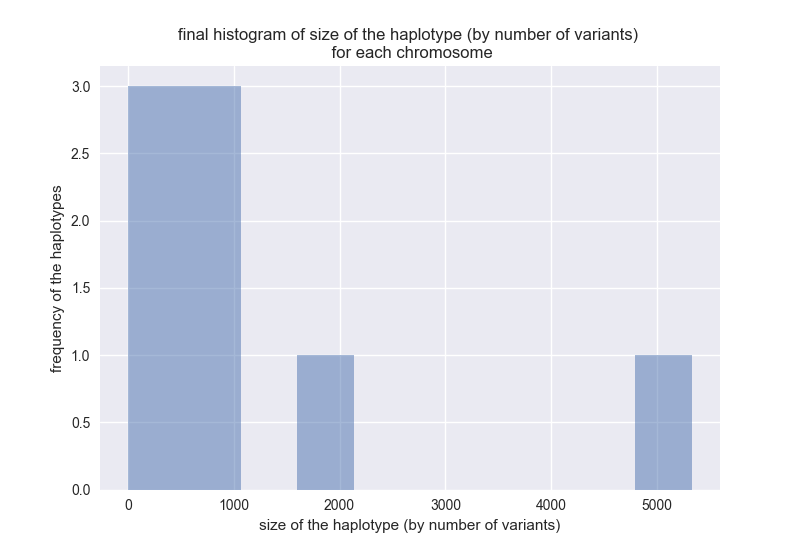 final histogram of size of the haplotype (by number of variants)
for each chromosome
3.0
2.5
2.0
1.5
1.0
0.5
0.0
frequency of the haplotypes
0 1000 2000 3000 4000 5000
size of the haplotype (by number of variants)